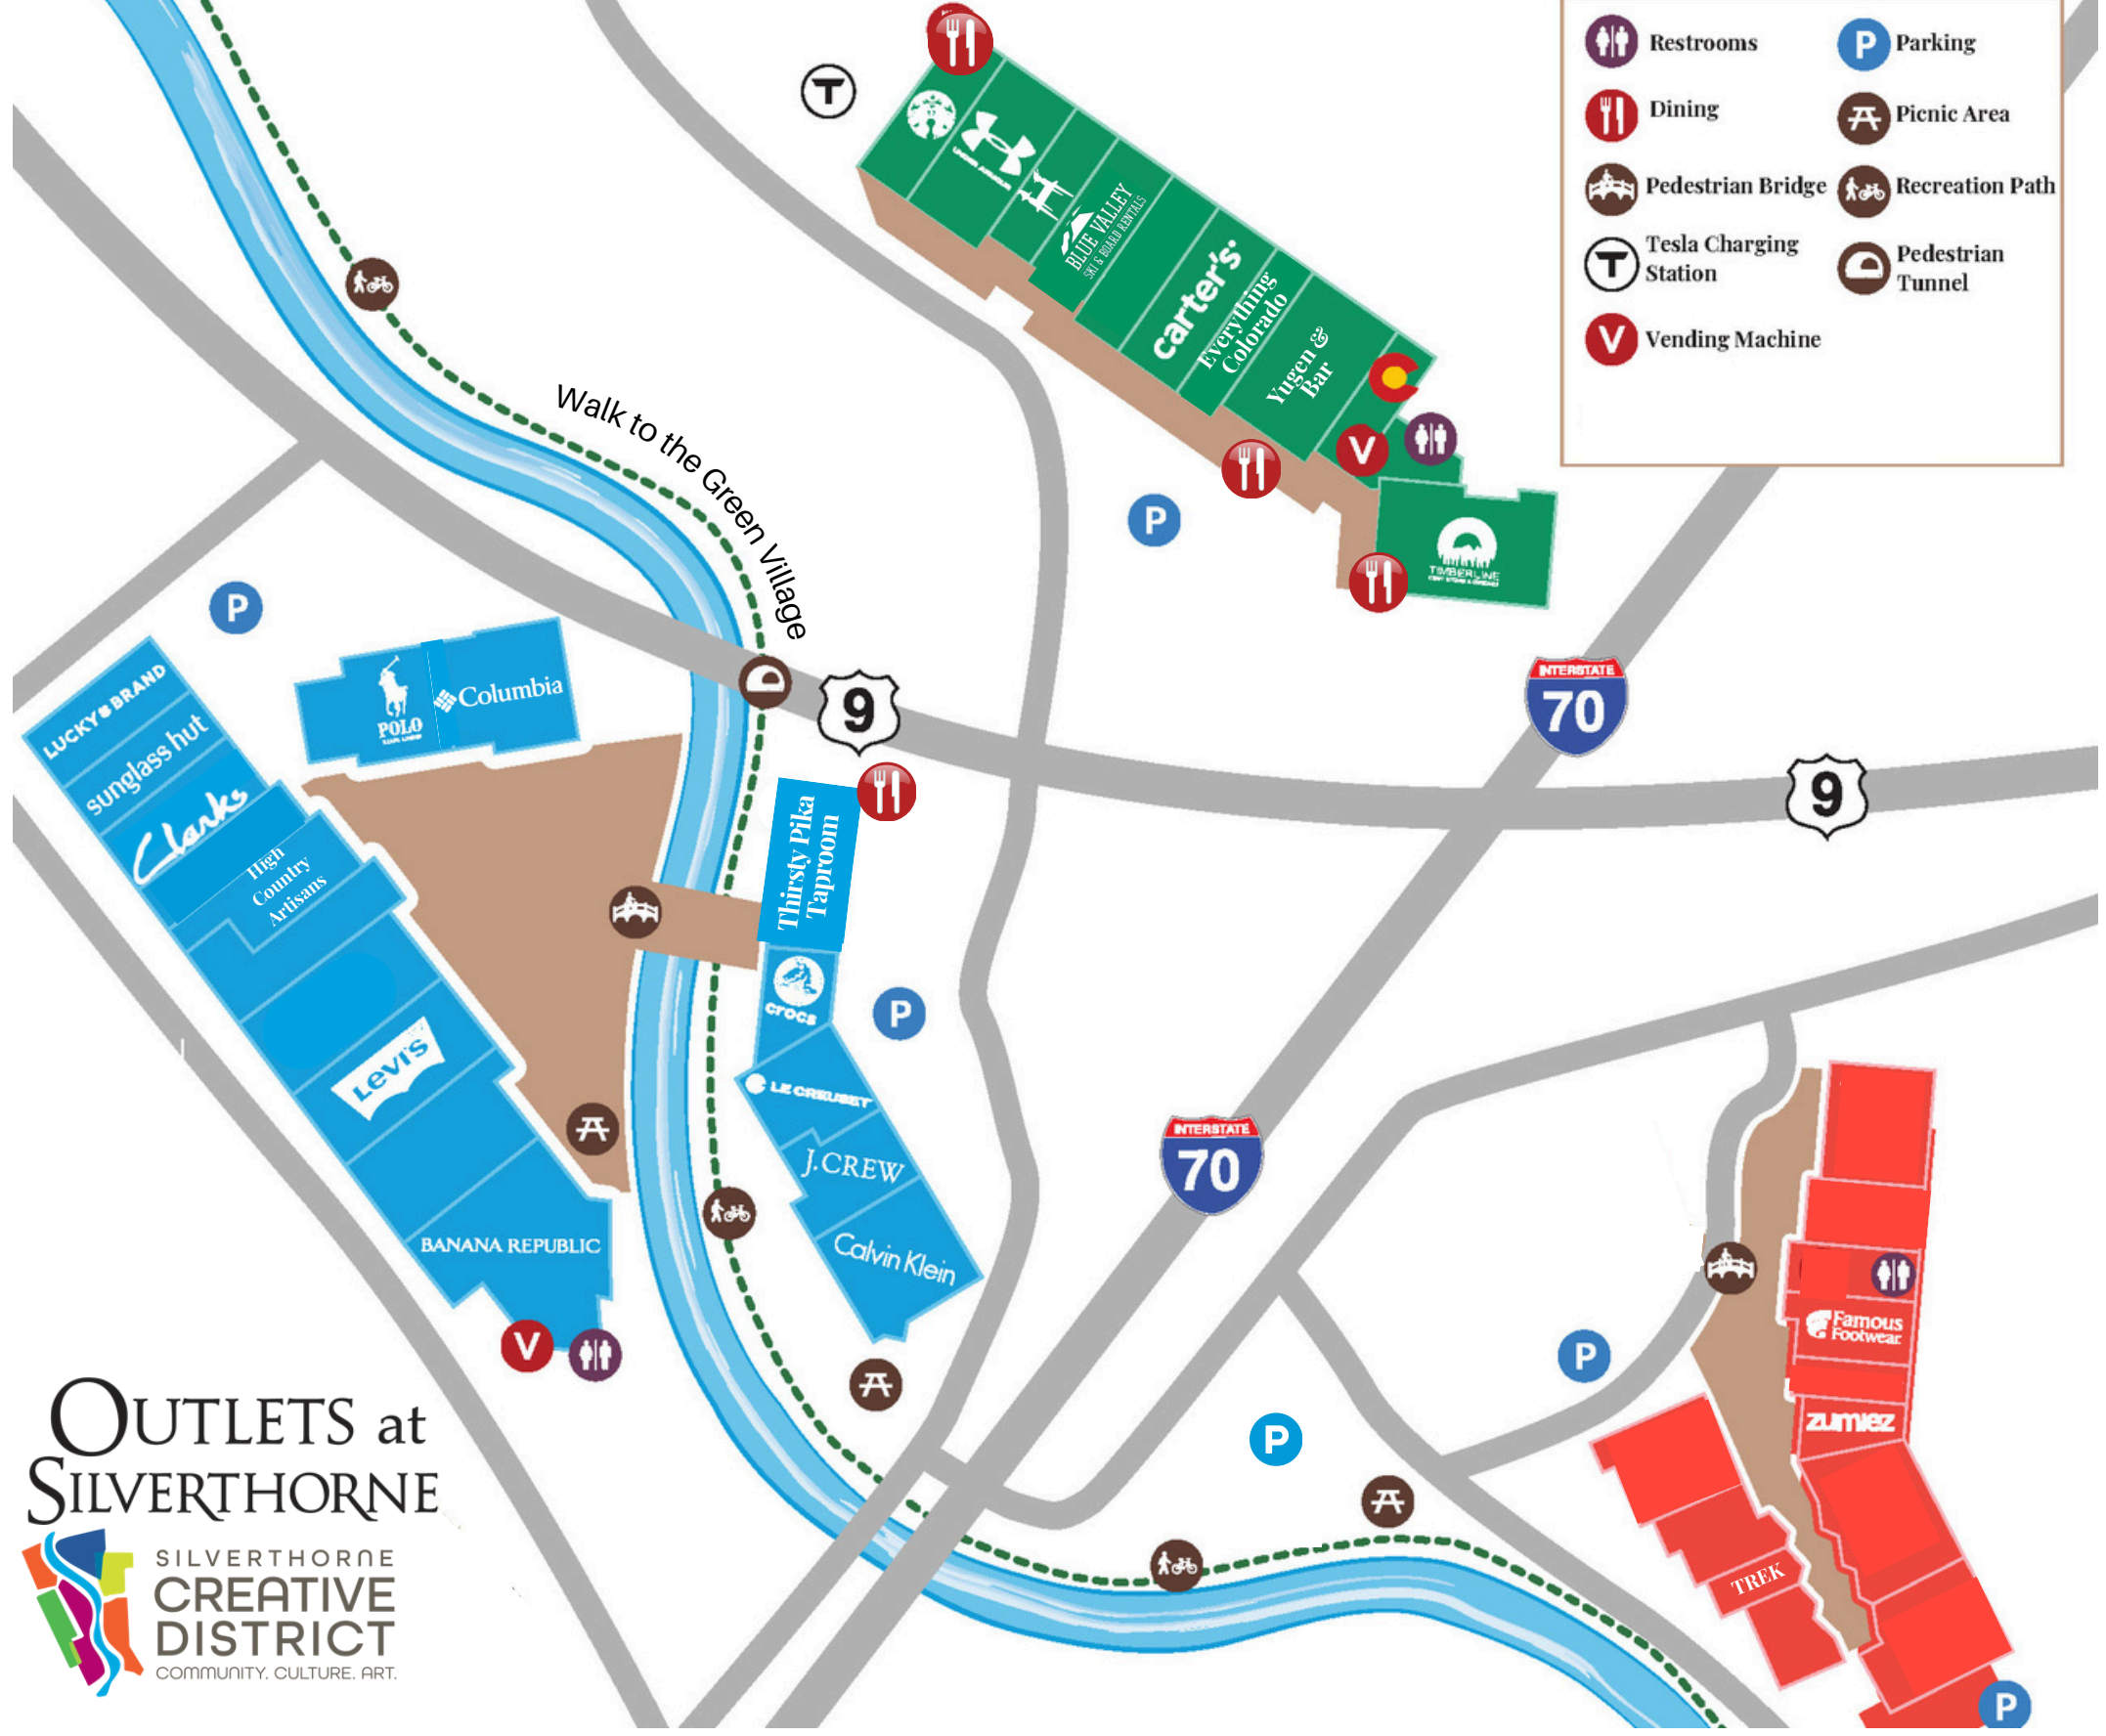 Restrooms
Parking
Dining
Picnic Area
Pedestrian Bridge
Recreation Path
Tesla Charging
Station
Pedestrian
Tunnel
V
Vending Machine
P
T
T
UNDER ARMOUR
BLUE VALLEY
SKI & BOARD RENTALS
carter's
Everything
Colorado
Yugen &
Bar
C
V
P
TIMBERLINE
Walk to the Green Village
P
LUCKY BRAND
sunglass hut
Clarks
High
Country
Artisans
POLO
Columbia
9
INTERSTATE
70
9
Thirsty Pika
Taproom
crocs
P
LEVI'S
LE CREUSET
J.CREW
Calvin Klein
BANANA REPUBLIC
V
INTERSTATE
70
Famous
Footwear
zumiez
P
P
TREK
P
OUTLETS at
SILVERTHORNE
SILVERTHORNE
CREATIVE
DISTRICT
COMMUNITY. CULTURE. ART.